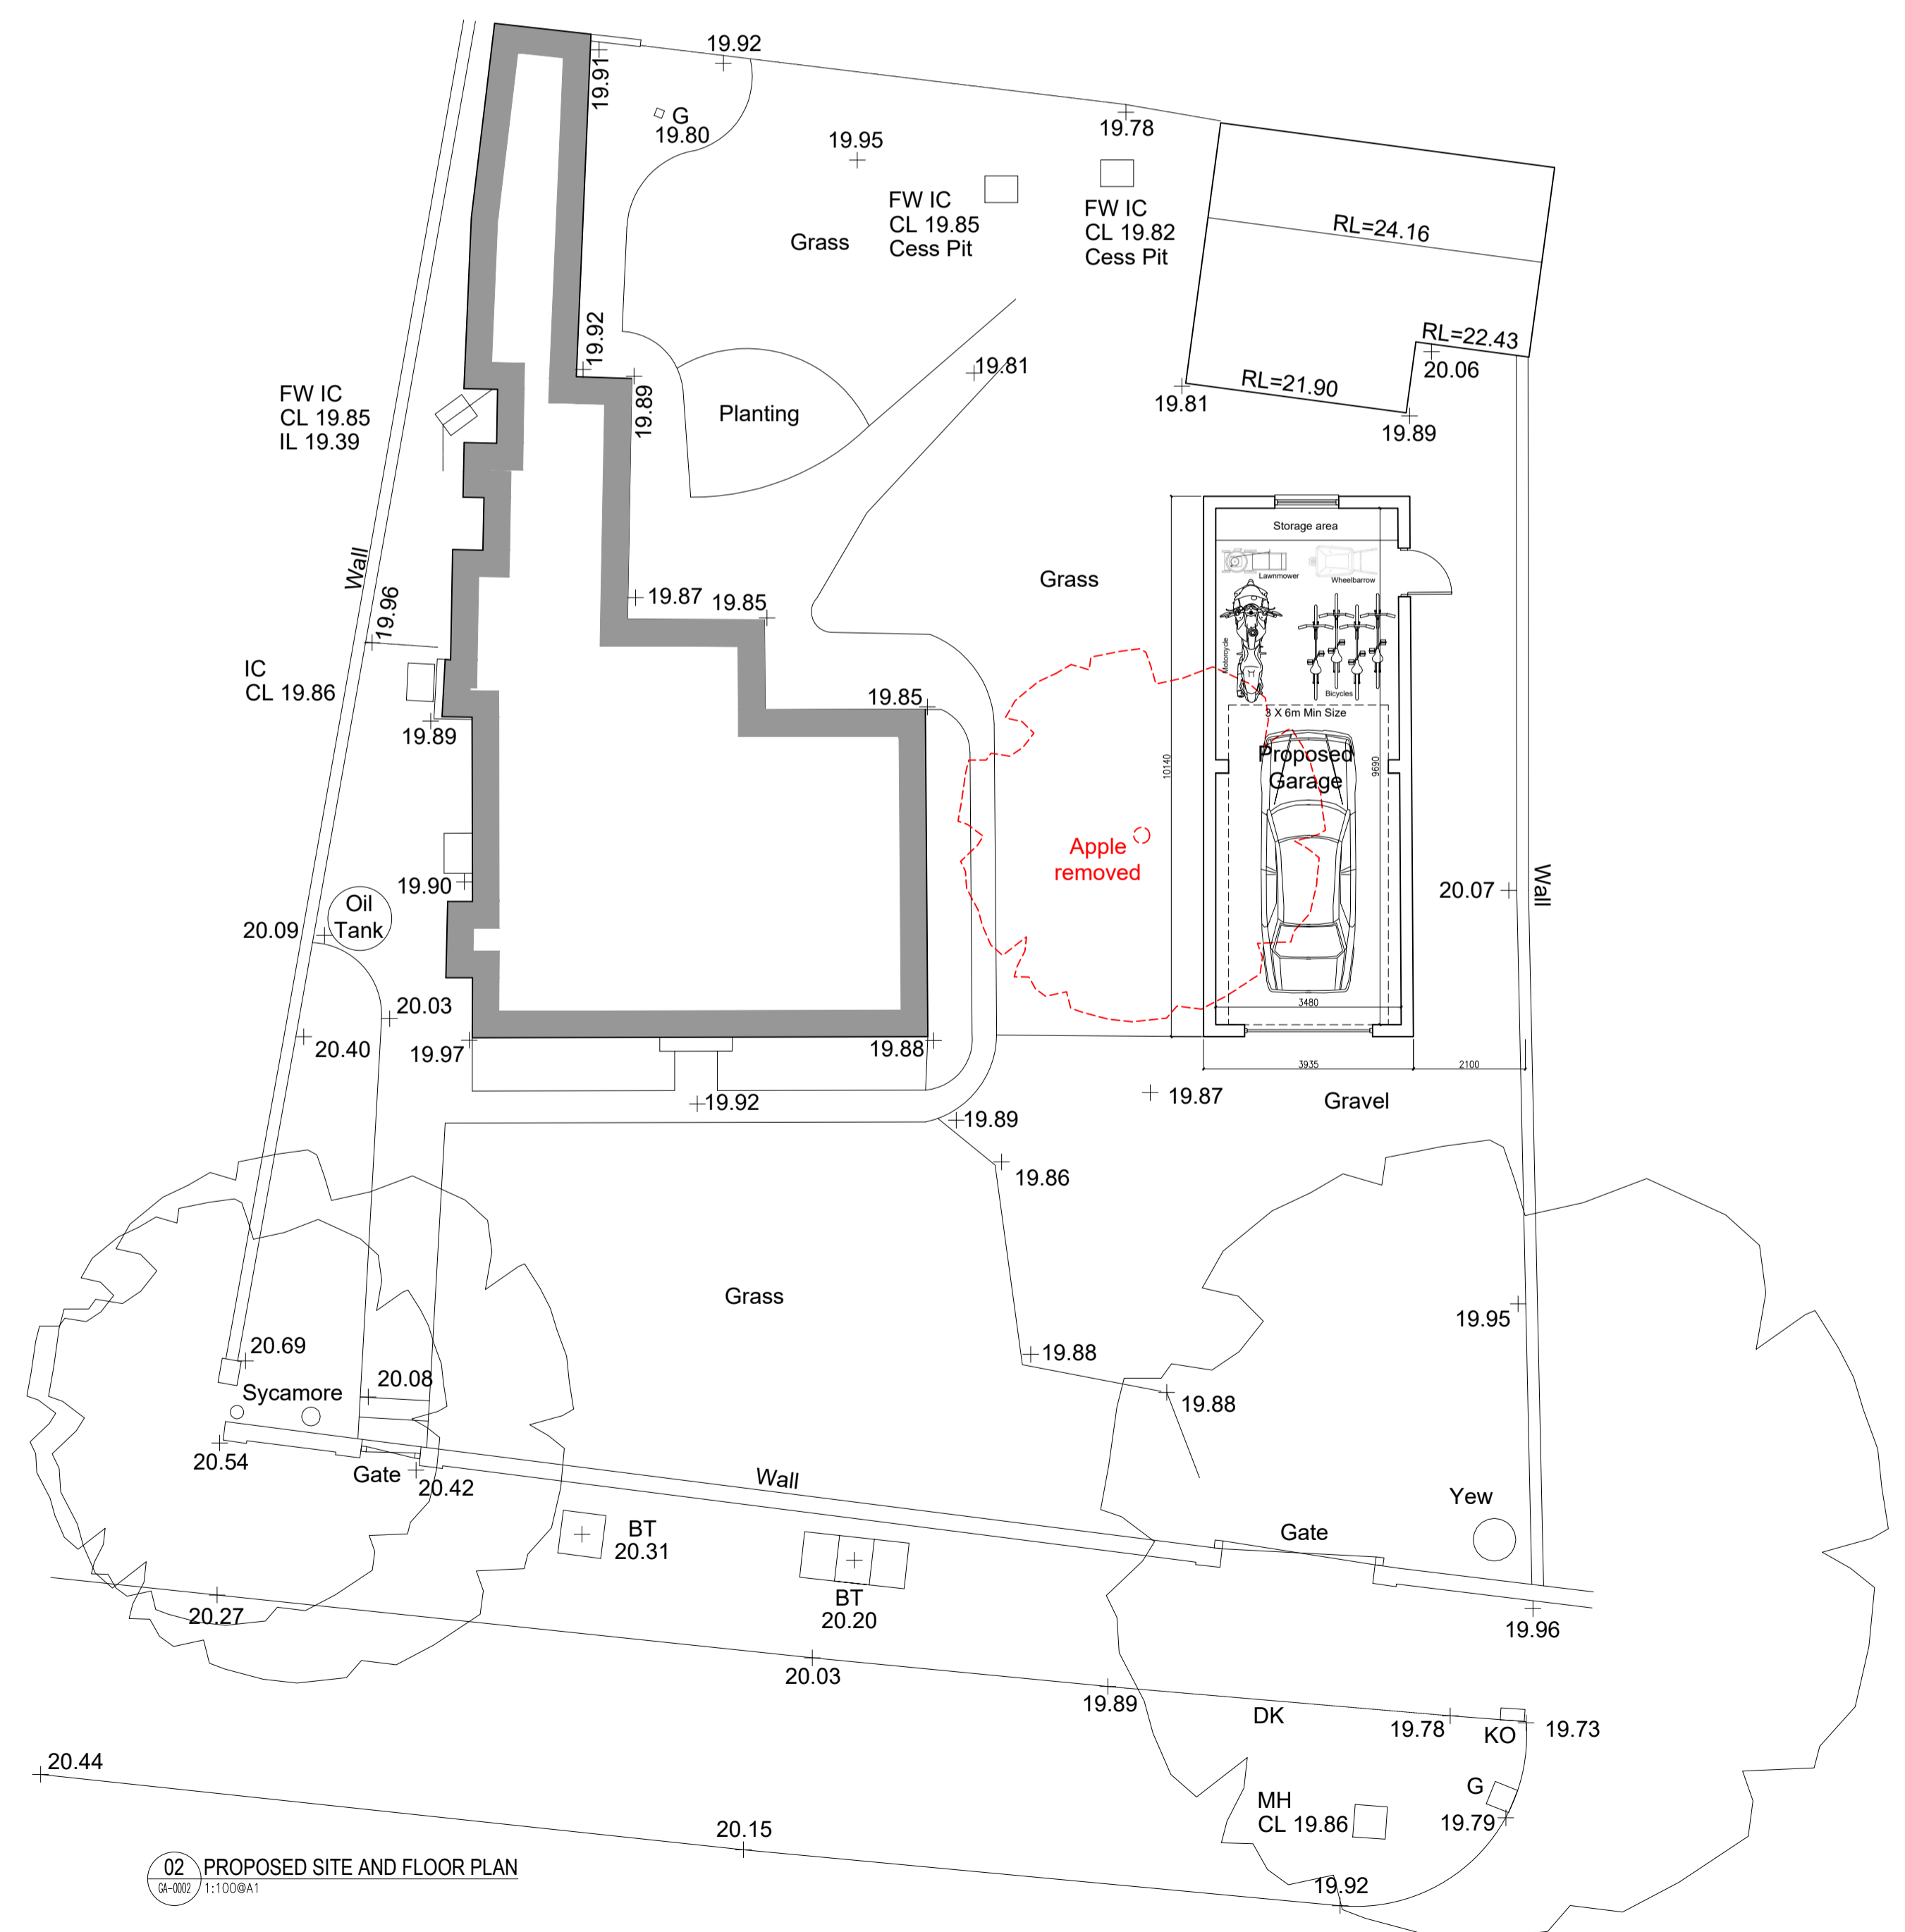 19.92
19.91
G
19.80
19.95
19.78
FW IC
CL 19.85
Cess Pit
FW IC
CL 19.82
Cess Pit
Grass
RL=24.16
RL=22.43
20.06
RL=21.90
19.81
19.89
19.81
19.92
19.89
Planting
FW IC
CL 19.85
IL 19.39
Wall
19.96
IC
CL 19.86
19.89
19.87
19.85
19.85
Grass
Storage area
Lawnmower
Wheelbarrow
Motorcycle
Bicycles
3 X 6m Min Size
Proposed
Garage
10140
9690
3480
3935
2100
Apple
removed
20.07
Wall
19.90
Oil
Tank
20.09
20.03
20.40
19.97
19.88
19.92
19.89
19.87
Gravel
19.86
Grass
19.88
19.88
19.95
20.69
20.08
Sycamore
20.54
Gate
20.42
Wall
BT
20.31
BT
20.20
Gate
Yew
19.96
20.27
20.03
19.89
DK
19.78
KO
19.73
G
19.79
MH
CL 19.86
20.44
20.15
19.92
02
GA-0002
PROPOSED SITE AND FLOOR PLAN
1:100@A1